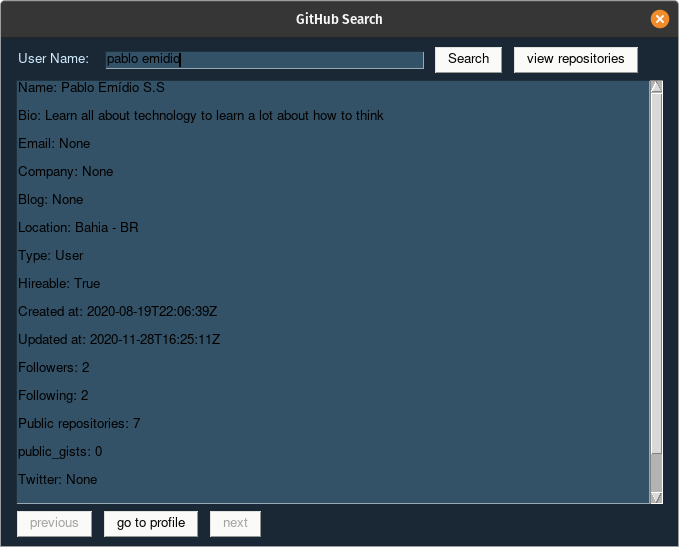 GitHub Search
User Name: pablo emidio Search view repositories
Name: Pablo Emídio S.S
Bio: Learn all about technology to learn a lot about how to think
Email: None
Company: None
Blog: None
Location: Bahia - BR
Type: User
Hireable: True
Created at: 2020-08-19T22:06:39Z
Updated at: 2020-11-28T16:25:11Z
Followers: 2
Following: 2
Public repositories: 7
public_gists: 0
Twitter: None
previous go to profile next